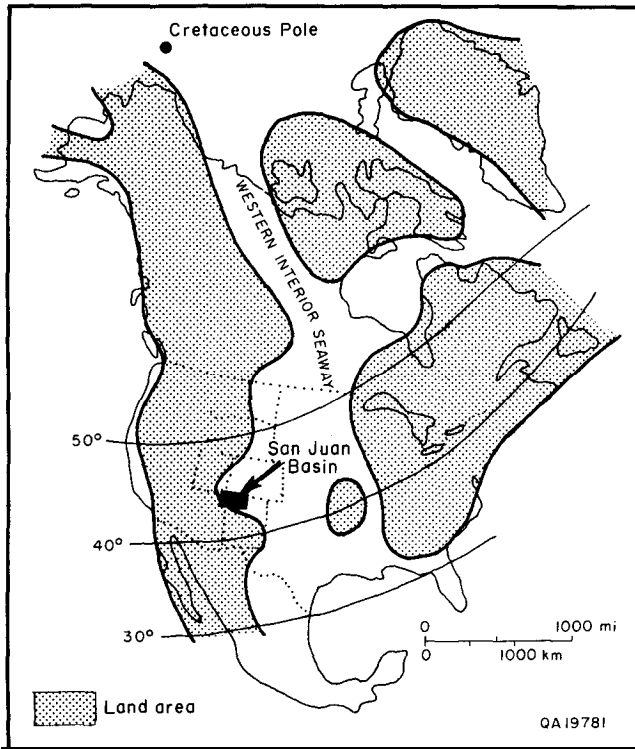 Cretaceous Pole
WESTERN INTERIOR SEAWAY
50°
San Juan
Basin
40°
30°
0 1000 mi
0 1000 km
Land area
QA19781